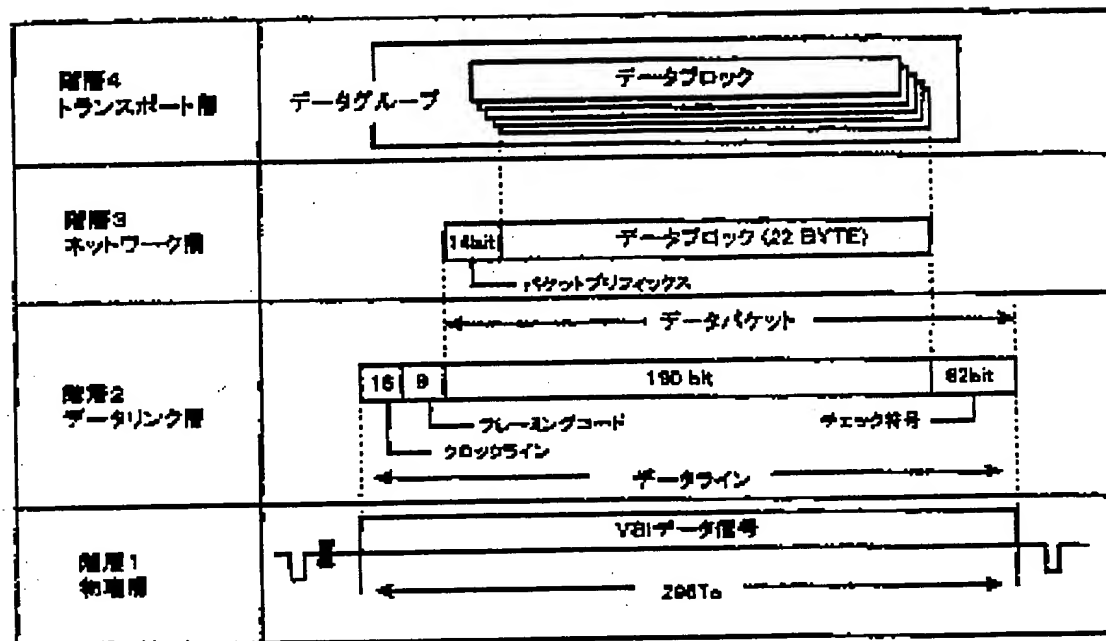 階層4
トランスポート層
データグループ
データブロック
階層3
ネットワーク層
14bit
データブロック (22 BYTE)
パケットプリフィックス
データパケット
階層2
データリンク層
16
9
190 bit
82bit
フレーミングコード
チェック符号
クロックライン
データライン
階層1
物理層
VBIデータ信号
296To